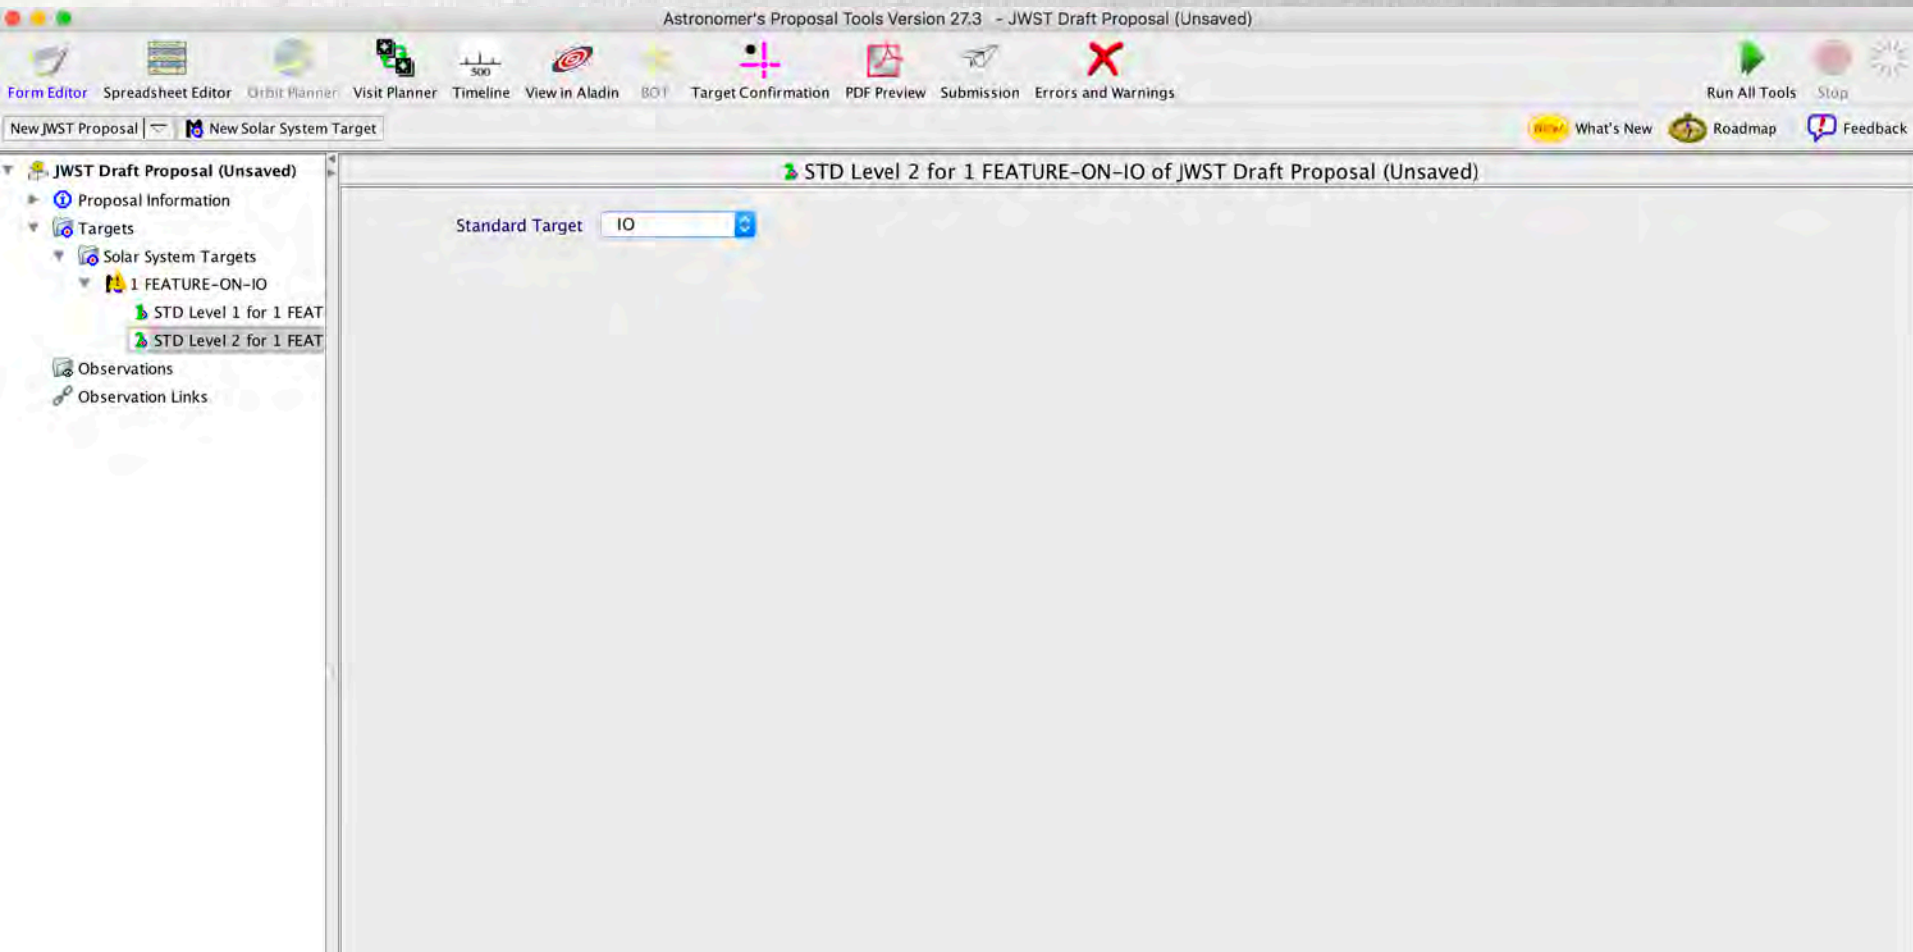 Astronomer's Proposal Tools Version 27.3 - JWST Draft Proposal (Unsaved)
500
Form Editor Spreadsheet Editor Orbit Planner Visit Planner Timeline View in Aladin BOT Target Confirmation PDF Preview Submission Errors and Warnings Run All Tools Stop
New JWST Proposal New Solar System Target New! What's New Roadmap Feedback
JWST Draft Proposal (Unsaved)
STD Level 2 for 1 FEATURE-ON-IO of JWST Draft Proposal (Unsaved)
Proposal Information
Standard Target IO
Targets
Solar System Targets
1 FEATURE-ON-IO
STD Level 1 for 1 FEAT
STD Level 2 for 1 FEAT
Observations
Observation Links